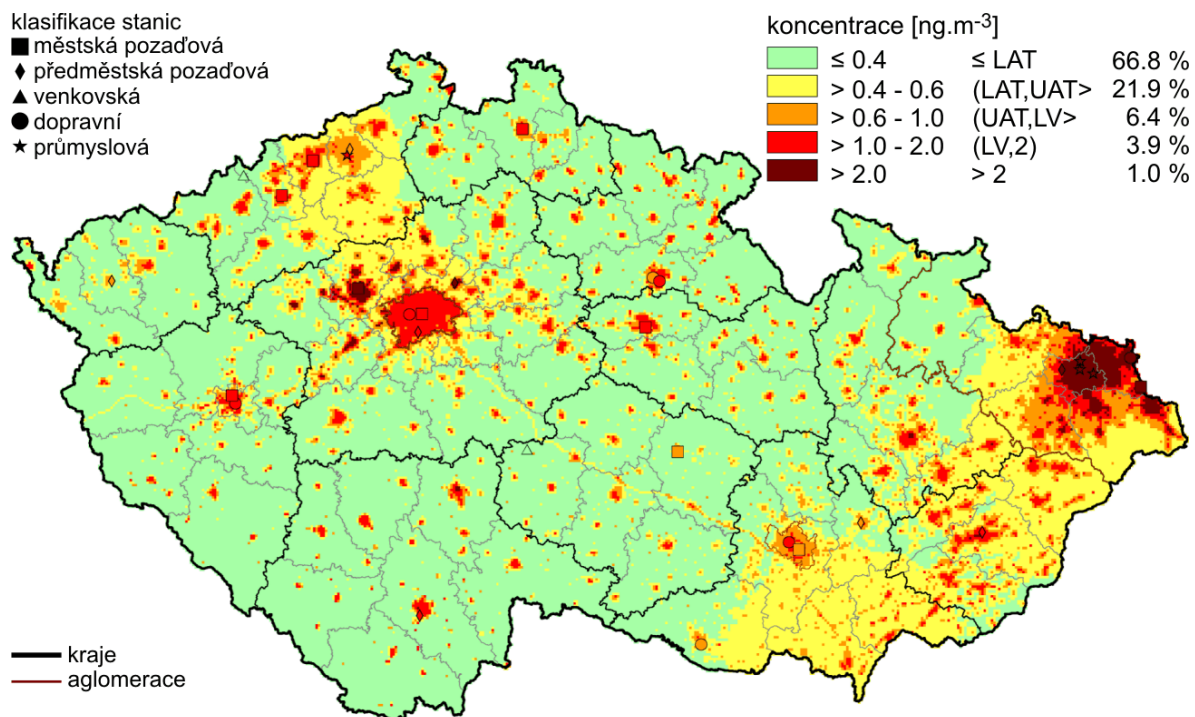 klasifikace stanic
městská pozaďová
předměstská pozaďová
venkovská
dopravní
průmyslová
koncentrace [ng.m-3]
≤ 0.4 ≤ LAT 66.8 %
> 0.4 - 0.6 (LAT,UAT> 21.9 %
> 0.6 - 1.0 (UAT,LV> 6.4 %
> 1.0 - 2.0 (LV,2) 3.9 %
> 2.0 > 2 1.0 %
kraje
aglomerace